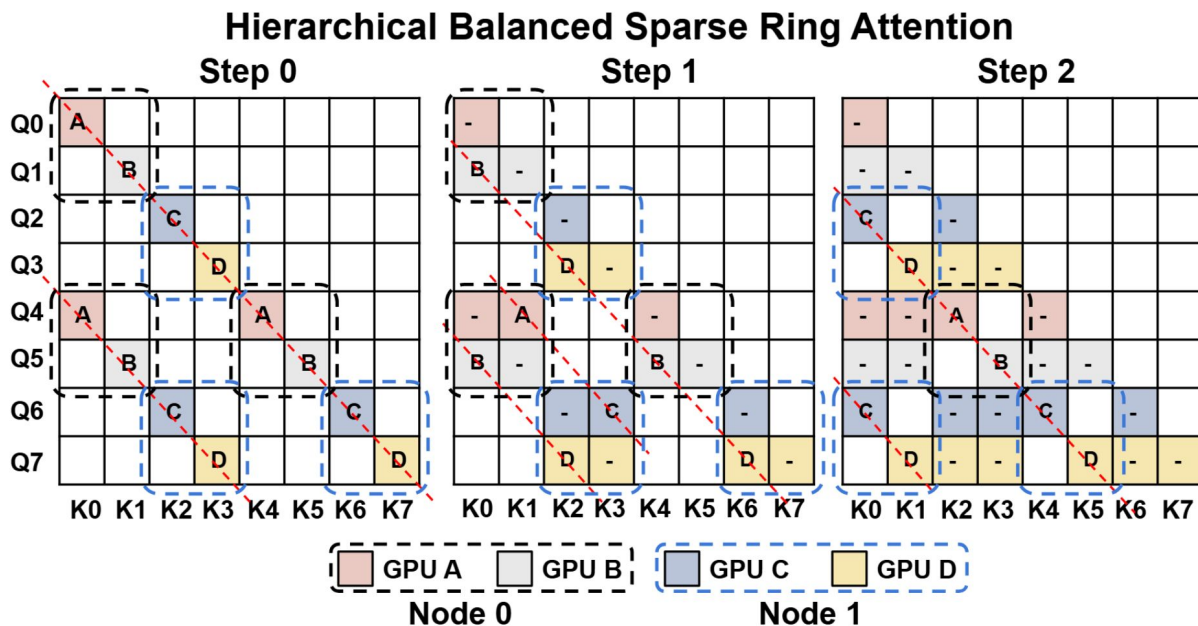 Hierarchical Balanced Sparse Ring Attention
Step 0 Step 1 Step 2
Q0 A - -
Q1 B B - - -
Q2 C - C -
Q3 D D - D - -
Q4 A A - A - - - A -
Q5 B B B - B - - - B - -
Q6 C C - C - C - - C -
Q7 D D D - D - D - - D - -
K0 K1 K2 K3 K4 K5 K6 K7 K0 K1 K2 K3 K4 K5 K6 K7 K0 K1 K2 K3 K4 K5 K6 K7
GPU A GPU B GPU C GPU D
Node 0 Node 1